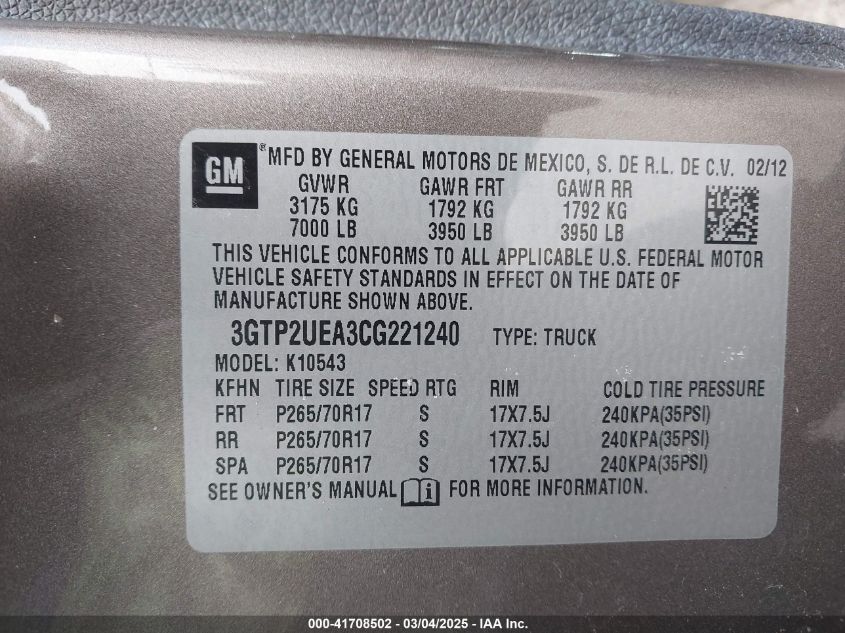 GM ® MFD BY GENERAL MOTORS DE MEXICO, S. DE R.L. DE C.V. 02/12
GVWR GAWR FRT GAWR RR
3175 KG 1792 KG 1792 KG
7000 LB 3950 LB 3950 LB
THIS VEHICLE CONFORMS TO ALL APPLICABLE U.S. FEDERAL MOTOR
VEHICLE SAFETY STANDARDS IN EFFECT ON THE DATE OF
MANUFACTURE SHOWN ABOVE.
3GTP2UEA3CG221240 TYPE: TRUCK
MODEL: K10543
KFHN TIRE SIZE SPEED RTG RIM COLD TIRE PRESSURE
FRT P265/70R17 S 17X7.5J 240KPA(35PSI)
RR P265/70R17 S 17X7.5J 240KPA(35PSI)
SPA P265/70R17 S 17X7.5J 240KPA(35PSI)
SEE OWNER'S MANUAL i FOR MORE INFORMATION.
000-41708502 - 03/04/2025 - IAA Inc.